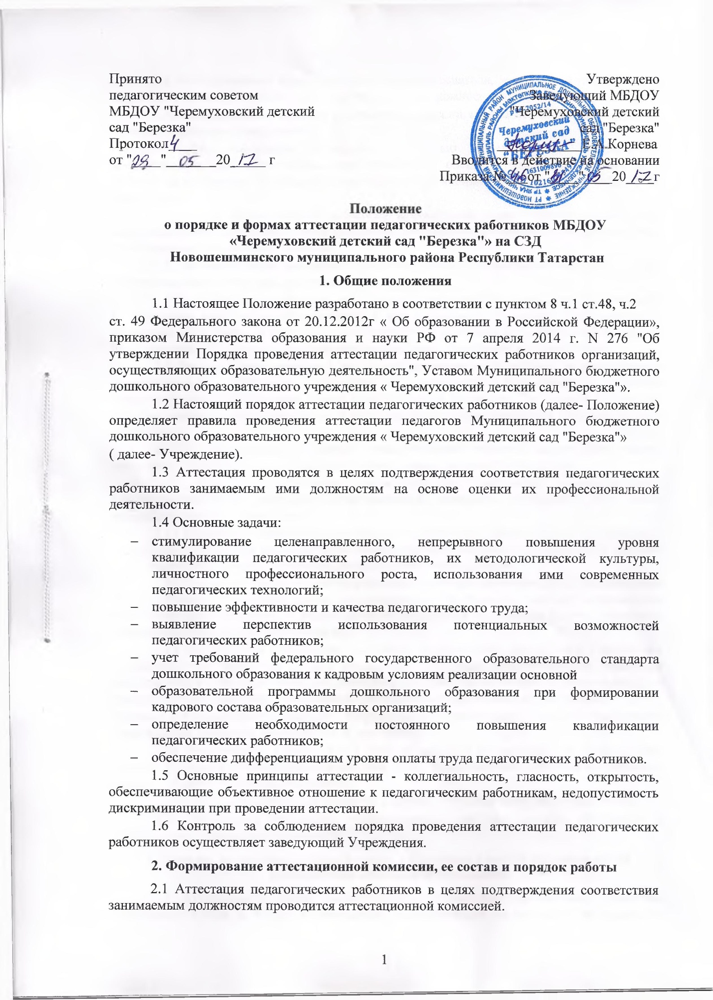 Принято
педагогическим советом
МБДОУ "Черемуховский детский
сад "Березка"
Протокол 4
от "29" 05 2017 г
Утверждено
Заведующий МБДОУ
"Черемуховский детский
сад "Березка"
Корнева
Вводится в действие на основании
Приказа № 46 от "31" 05 2017 г
Черемуховский
детский сад
"БЕРЕЗКА"
Положение
о порядке и формах аттестации педагогических работников МБДОУ
«Черемуховский детский сад "Березка"» на СЗД
Новошешминского муниципального района Республики Татарстан
1. Общие положения
1.1 Настоящее Положение разработано в соответствии с пунктом 8 ч.1 ст.48, ч.2
ст. 49 Федерального закона от 20.12.2012г « Об образовании в Российской Федерации»,
приказом Министерства образования и науки РФ от 7 апреля 2014 г. N 276 "Об
утверждении Порядка проведения аттестации педагогических работников организаций,
осуществляющих образовательную деятельность", Уставом Муниципального бюджетного
дошкольного образовательного учреждения « Черемуховский детский сад "Березка"».
1.2 Настоящий порядок аттестации педагогических работников (далее- Положение)
определяет правила проведения аттестации педагогов Муниципального бюджетного
дошкольного образовательного учреждения « Черемуховский детский сад "Березка"»
( далее- Учреждение).
1.3 Аттестация проводятся в целях подтверждения соответствия педагогических
работников занимаемым ими должностям на основе оценки их профессиональной
деятельности.
1.4 Основные задачи:
– стимулирование целенаправленного, непрерывного повышения уровня
квалификации педагогических работников, их методологической культуры,
личностного профессионального роста, использования ими современных
педагогических технологий;
– повышение эффективности и качества педагогического труда;
– выявление перспектив использования потенциальных возможностей
педагогических работников;
– учет требований федерального государственного образовательного стандарта
дошкольного образования к кадровым условиям реализации основной
– образовательной программы дошкольного образования при формировании
кадрового состава образовательных организаций;
– определение необходимости постоянного повышения квалификации
педагогических работников;
– обеспечение дифференциациям уровня оплаты труда педагогических работников.
1.5 Основные принципы аттестации - коллегиальность, гласность, открытость,
обеспечивающие объективное отношение к педагогическим работникам, недопустимость
дискриминации при проведении аттестации.
1.6 Контроль за соблюдением порядка проведения аттестации педагогических
работников осуществляет заведующий Учреждения.
2. Формирование аттестационной комиссии, ее состав и порядок работы
2.1 Аттестация педагогических работников в целях подтверждения соответствия
занимаемым должностям проводится аттестационной комиссией.
1